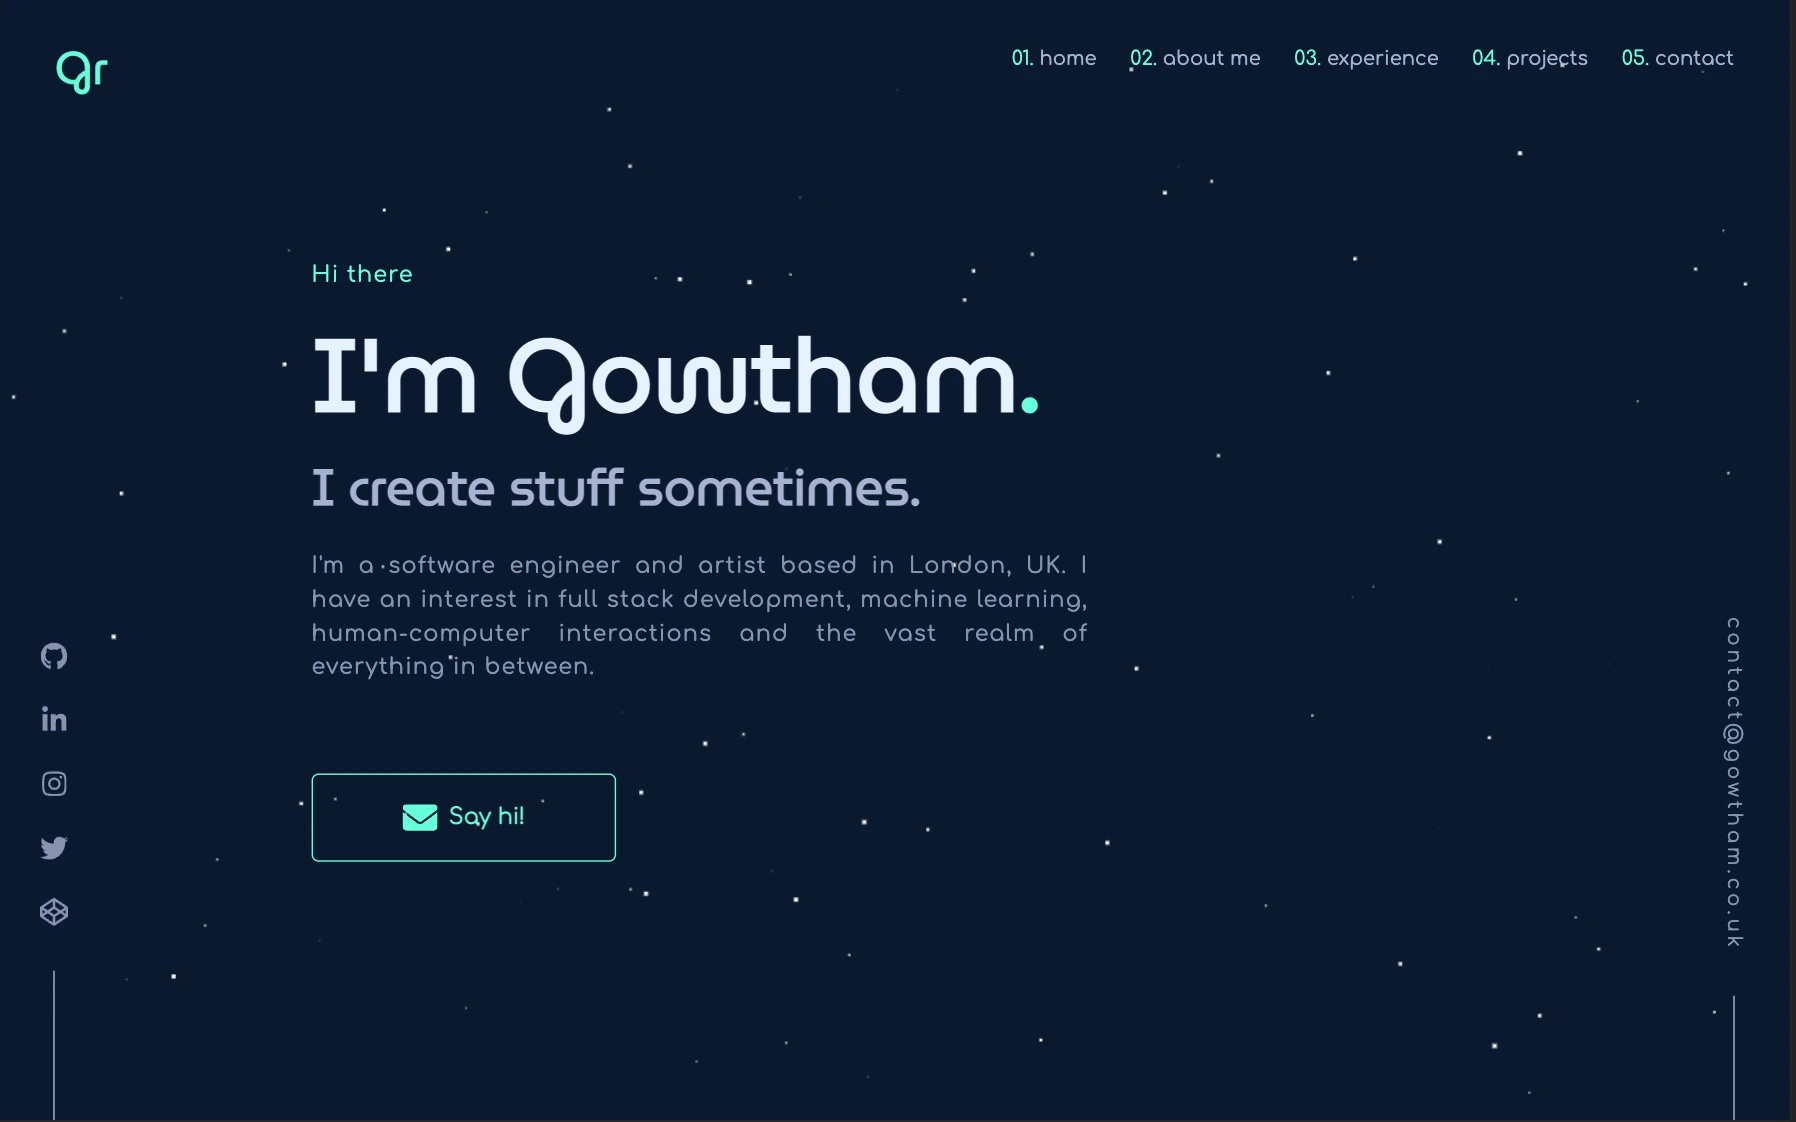 gr
01. home 02. about me 03. experience 04. projects 05. contact
Hi there
I'm Gowtham.
I create stuff sometimes.
I'm a software engineer and artist based in London, UK. I
have an interest in full stack development, machine learning,
human-computer interactions and the vast realm of
everything in between.
Say hi!
in
contact@gowtham.co.uk